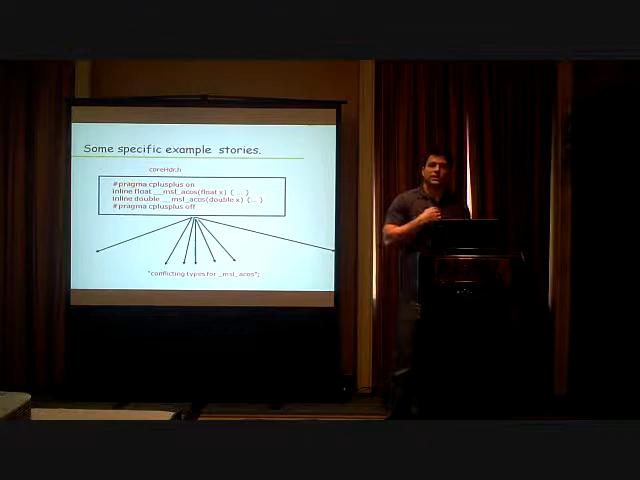 Some specific example stories.
coreHdr.h
#pragma cplusplus on
inline float __msl_acos(float x) { ... }
inline double __msl_acos(double x) {... }
#pragma cplusplus off
"conflicting types for _msl_acos";